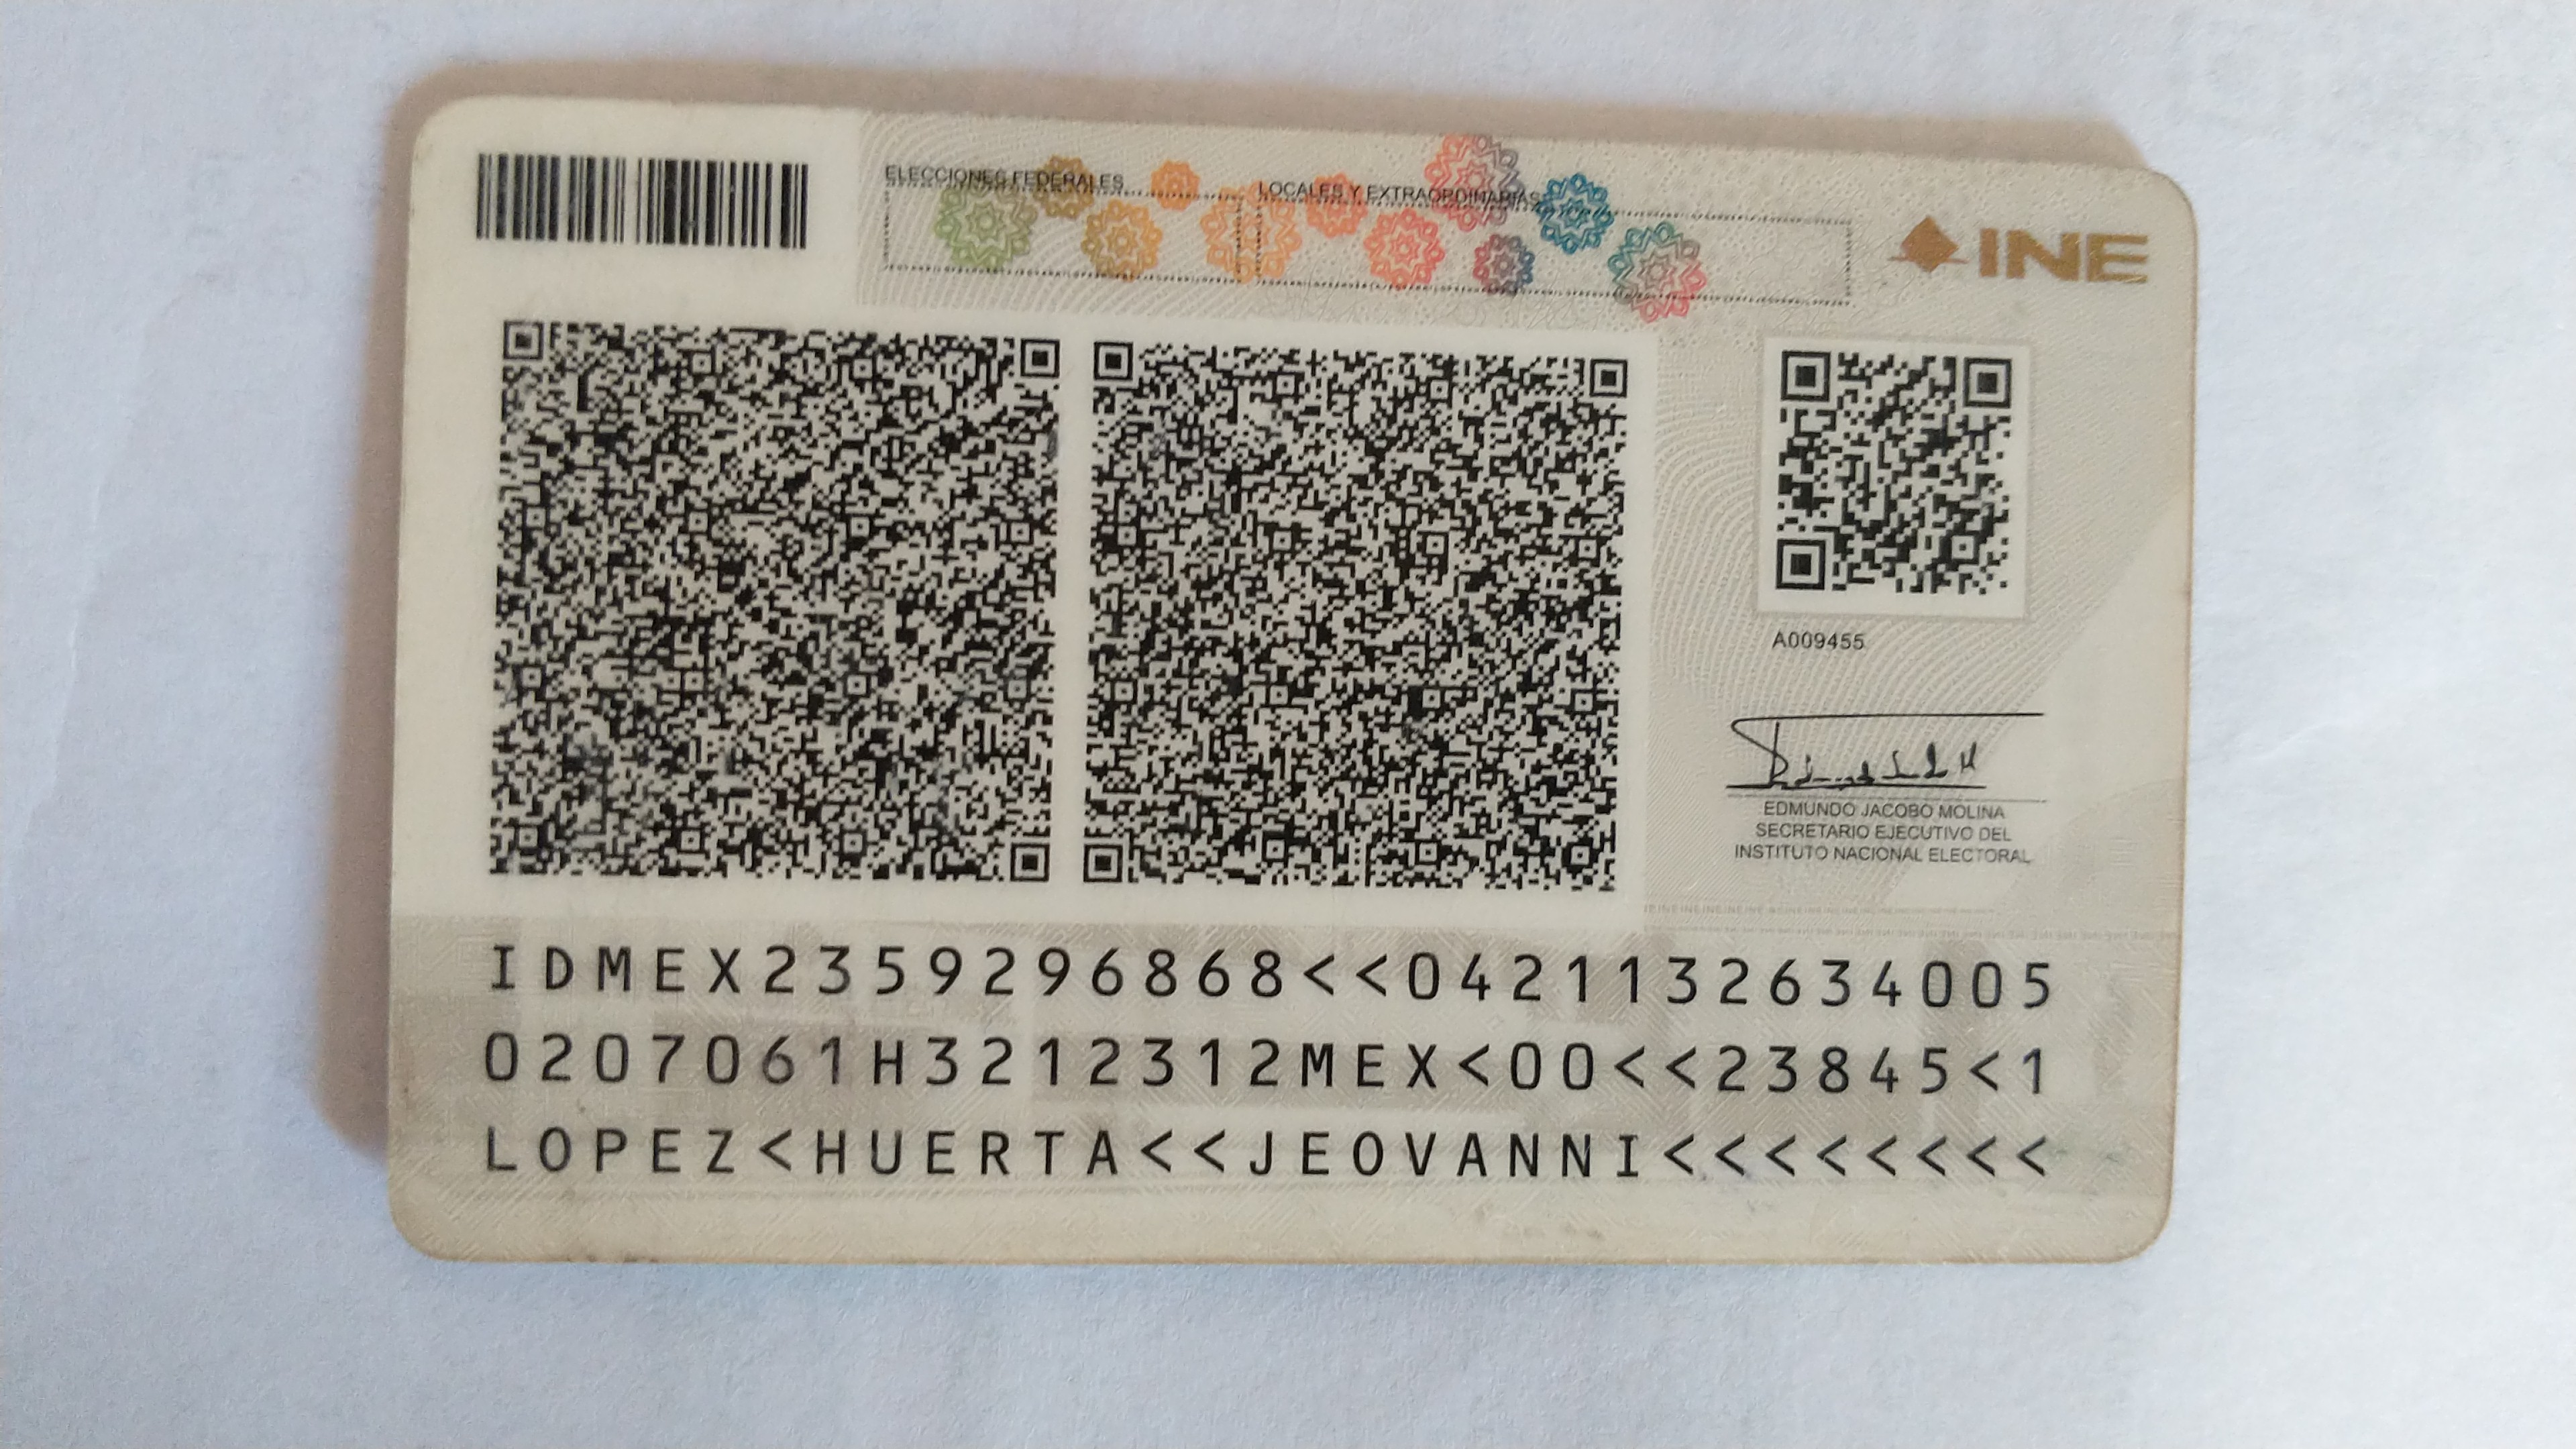 ELECCIONES FEDERALES LOCALES Y EXTRAORDINARIAS
INE
A009455
EDMUNDO JACOBO MOLINA
SECRETARIO EJECUTIVO DEL
INSTITUTO NACIONAL ELECTORAL
IDMEX2359296868<<0421132634005
0207061H3212312MEX<00<<23845<1
LOPEZ<HUERTA<<JEOVANNI<<<<<<<<